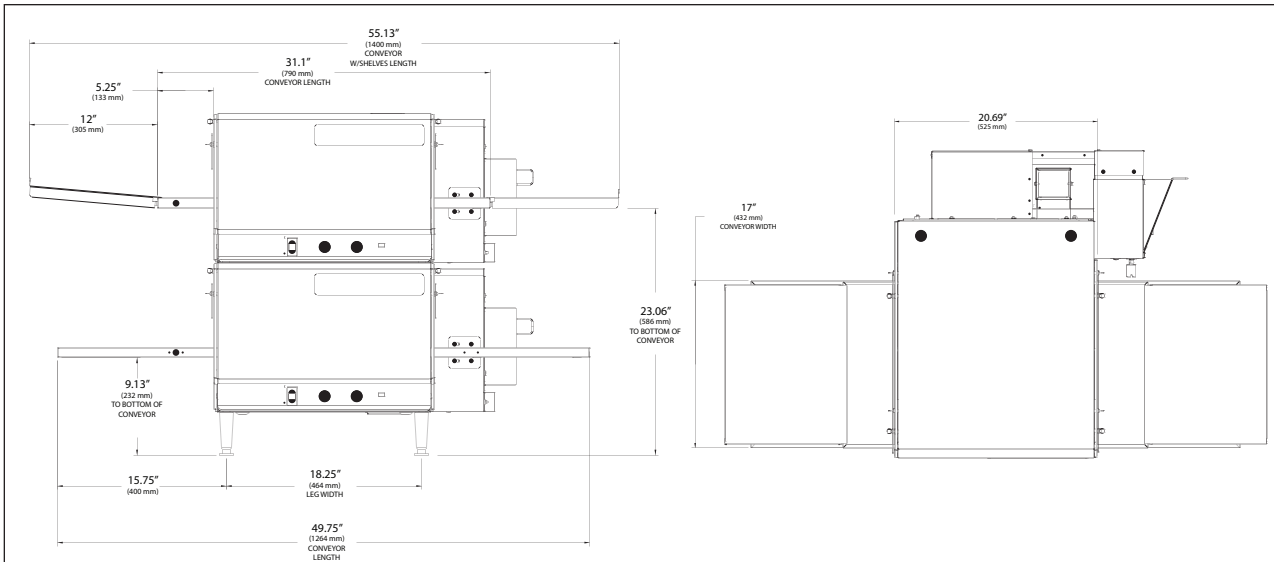 55.13”
(1400 mm)
CONVEYOR
W/SHELVES LENGTH
31.1”
(790 mm)
CONVEYOR LENGTH
5.25”
(133 mm)
12”
(305 mm)
23.06”
(586 mm)
TO BOTTOM OF
CONVEYOR
9.13”
(232 mm)
TO BOTTOM OF
CONVEYOR
15.75”
(400 mm)
18.25”
(464 mm)
LEG WIDTH
49.75”
(1264 mm)
CONVEYOR
LENGTH
20.69”
(525 mm)
17”
(432 mm)
CONVEYOR WIDTH